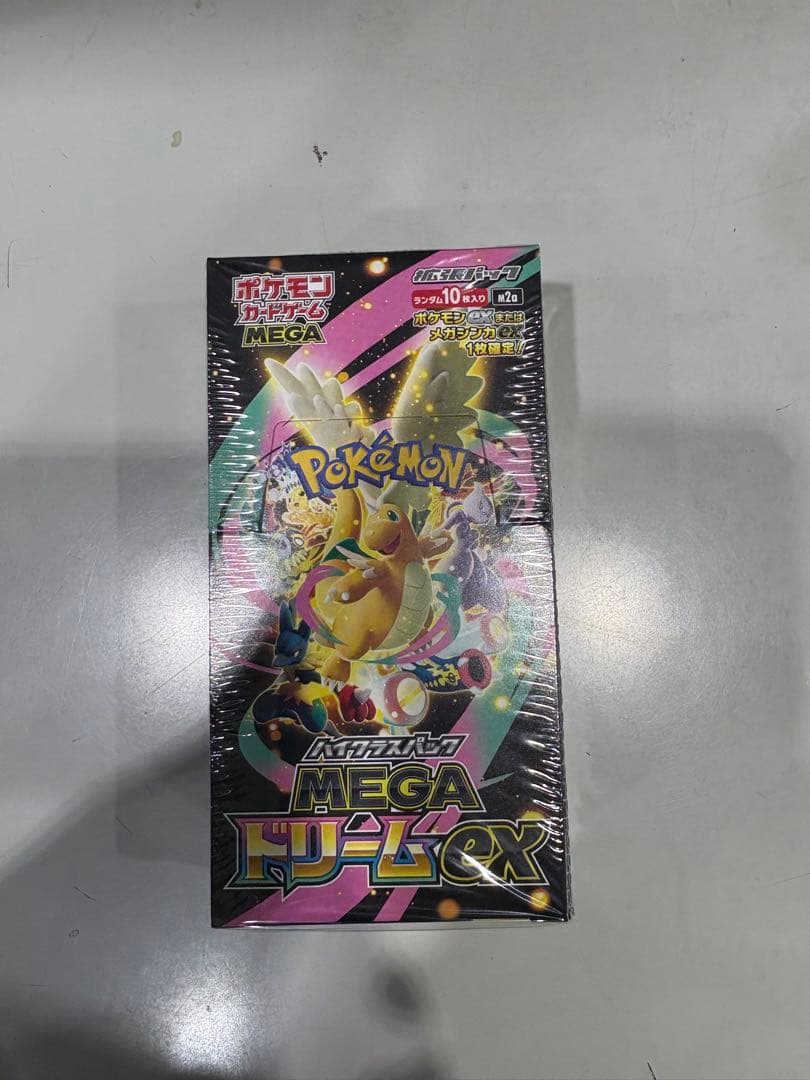 ポケモン
カードゲーム
MEGA
拡張パック
ランダム10枚入り
M2a
ポケモンexまたは
メガシンカex
1枚確定!
POKéMON
ハイクラスパック
MEGA
ドリームex